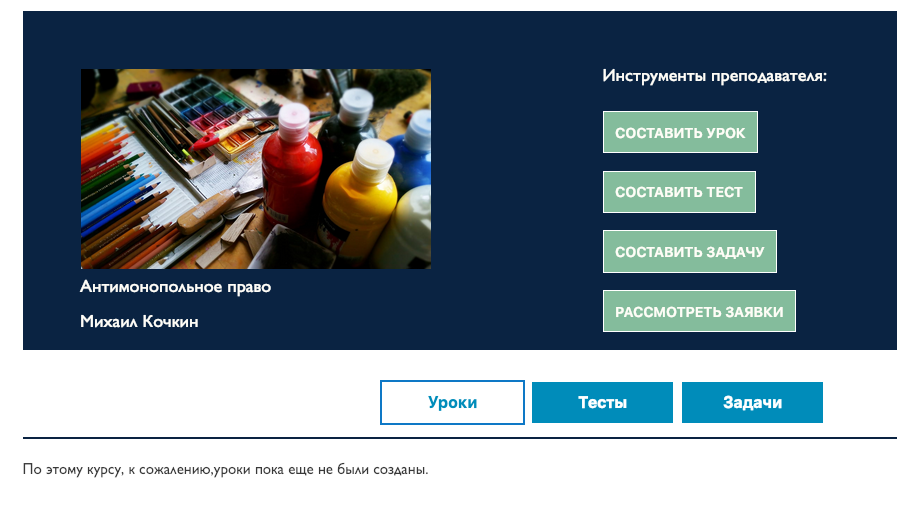 Инструменты преподавателя:
СОСТАВИТЬ УРОК
СОСТАВИТЬ ТЕСТ
СОСТАВИТЬ ЗАДАЧУ
РАССМОТРЕТЬ ЗАЯВКИ
Антимонопольное право
Михаил Кочкин
Уроки Тесты Задачи
По этому курсу, к сожалению,уроки пока еще не были созданы.